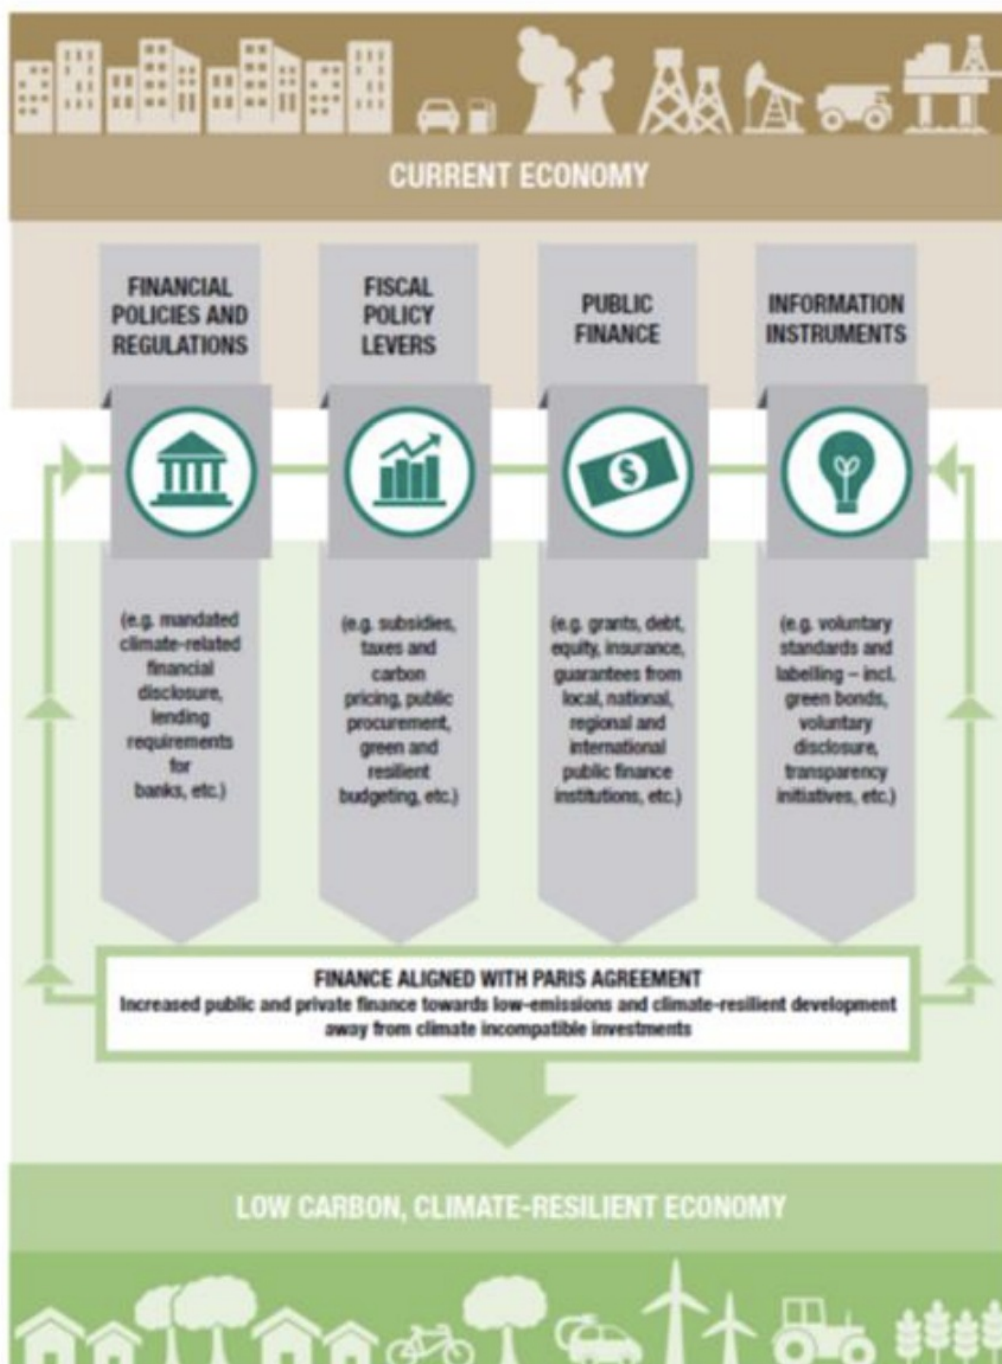 CURRENT ECONOMY
FINANCIAL
POLICIES AND
REGULATIONS
FISCAL
POLICY
LEVERS
PUBLIC
FINANCE
INFORMATION
INSTRUMENTS
$
(e.g. mandated
climate-related
financial
disclosure,
lending
requirements
for
banks, etc.)
(e.g. subsidies,
taxes and
carbon
pricing, public
procurement,
green and
resilient
budgeting, etc.)
(e.g. grants, debt,
equity, insurance,
guarantees from
local, national,
regional and
international
public finance
institutions, etc.)
(e.g. voluntary
standards and
labelling – incl.
green bonds,
voluntary
disclosure,
transparency
initiatives, etc.)
FINANCE ALIGNED WITH PARIS AGREEMENT
Increased public and private finance towards low-emissions and climate-resilient development
away from climate incompatible investments
LOW CARBON, CLIMATE-RESILIENT ECONOMY